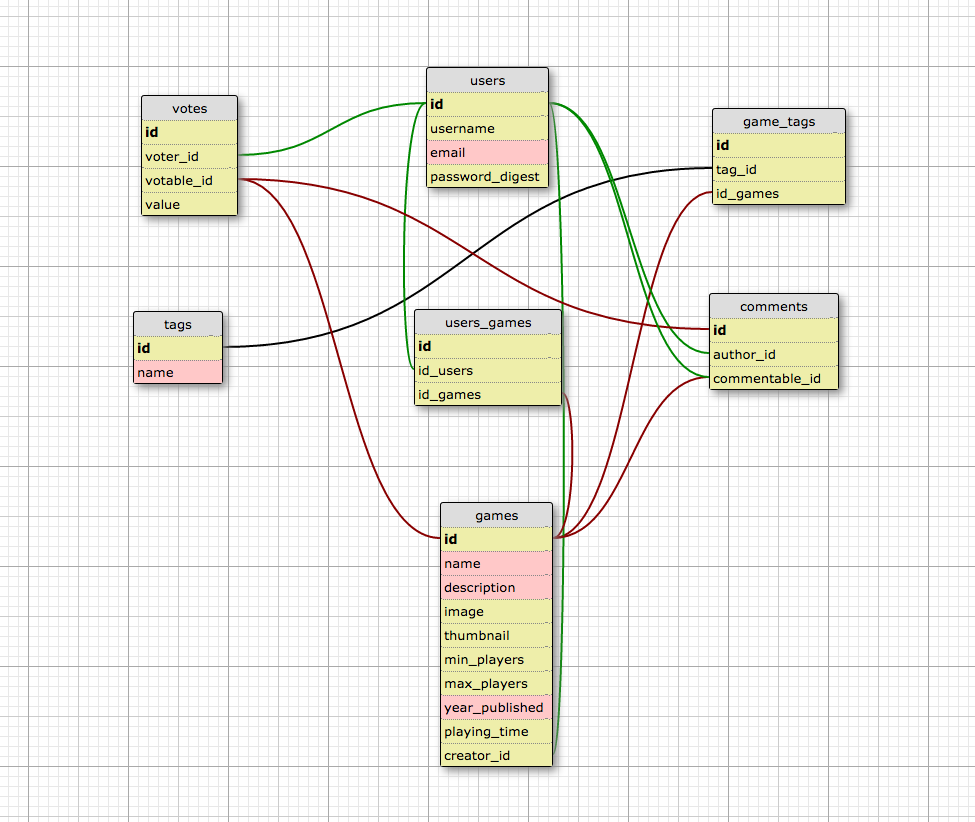 users
id
username
email
password_digest
votes
id
voter_id
votable_id
value
game_tags
id
tag_id
id_games
tags
id
name
users_games
id
id_users
id_games
comments
id
author_id
commentable_id
games
id
name
description
image
thumbnail
min_players
max_players
year_published
playing_time
creator_id